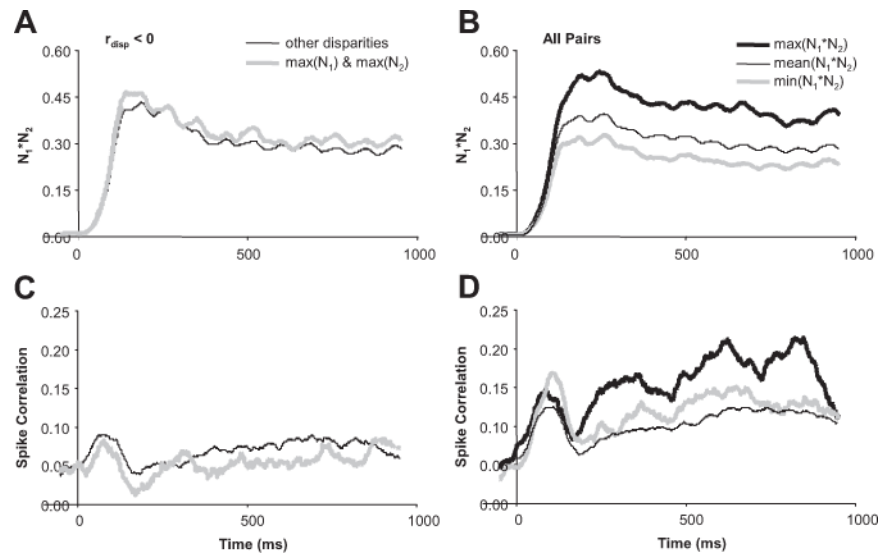 A
r_disp < 0
other disparities
max(N₁) & max(N₂)
0.60
0.45
0.30
0.15
0.00
N₁*N₂
0
500
1000
B
All Pairs
max(N₁*N₂)
mean(N₁*N₂)
min(N₁*N₂)
0.60
0.45
0.30
0.15
0.00
N₁*N₂
0
500
1000
C
0.25
0.20
0.15
0.10
0.05
0.00
Spike Correlation
0
500
1000
Time (ms)
D
0.25
0.20
0.15
0.10
0.05
0.00
Spike Correlation
0
500
1000
Time (ms)